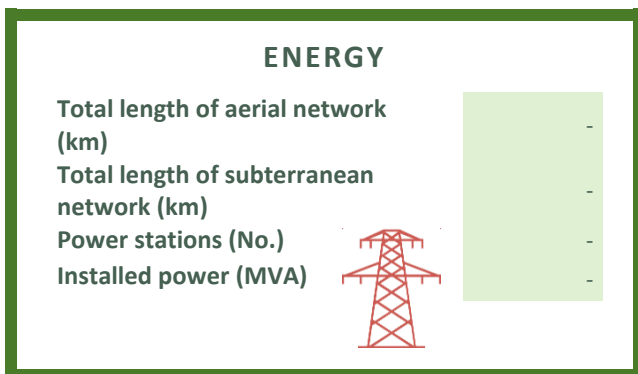 ENERGY
Total length of aerial network
(km) -
Total length of subterranean
network (km) -
Power stations (No.) -
Installed power (MVA) -